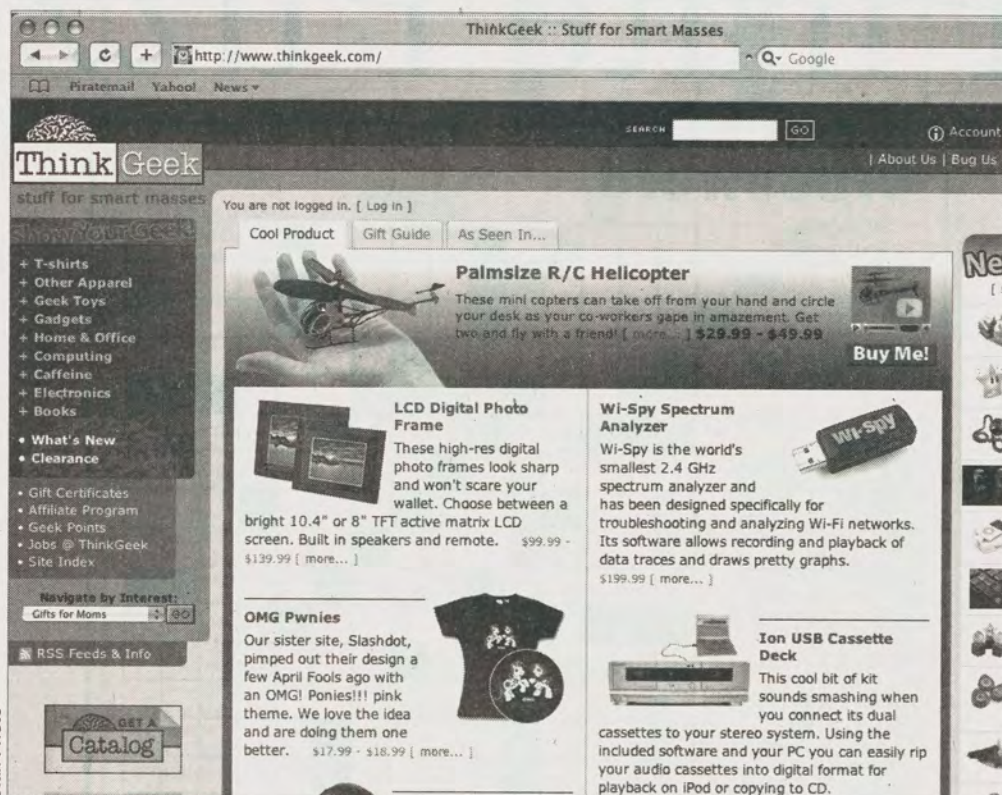 ThinkGeek :: Stuff for Smart Masses
http://www.thinkgeek.com/
Google
Piratemail Yahoo! News
SEARCH GO
Account
| About Us | Bug Us
Think Geek
stuff for smart masses
show Your Geek!
+ T-shirts
+ Other Apparel
+ Geek Toys
+ Gadgets
+ Home & Office
+ Computing
+ Caffeine
+ Electronics
+ Books
• What's New
• Clearance
• Gift Certificates
• Affiliate Program
• Geek Points
• Jobs @ ThinkGeek
• Site Index
Navigate by Interest:
Gifts for Moms GO
RSS Feeds & Info
GET A
Catalog
You are not logged in. [ Log in ]
Cool Product Gift Guide As Seen In...
Palmsize R/C Helicopter
These mini copters can take off from your hand and circle
your desk as your co-workers gape in amazement. Get
two and fly with a friend! [ more... ] $29.99 - $49.99
Buy Me!
LCD Digital Photo
Frame
These high-res digital
photo frames look sharp
and won't scare your
wallet. Choose between a
bright 10.4" or 8" TFT active matrix LCD
screen. Built in speakers and remote. $99.99 -
$139.99 [ more... ]
Wi-Spy Spectrum
Analyzer
Wi-Spy is the world's
smallest 2.4 GHz
spectrum analyzer and
has been designed specifically for
troubleshooting and analyzing Wi-Fi networks.
Its software allows recording and playback of
data traces and draws pretty graphs.
$199.99 [ more... ]
Wi-Spy
OMG Pwnies
Our sister site, Slashdot,
pimped out their design a
few April Fools ago with
an OMG! Ponies!!! pink
theme. We love the idea
and are doing them one
better. $17.99 - $18.99 [ more... ]
Ion USB Cassette
Deck
This cool bit of kit
sounds smashing when
you connect its dual
cassettes to your stereo system. Using the
included software and your PC you can easily rip
your audio cassettes into digital format for
playback on iPod or copying to CD.
Ne